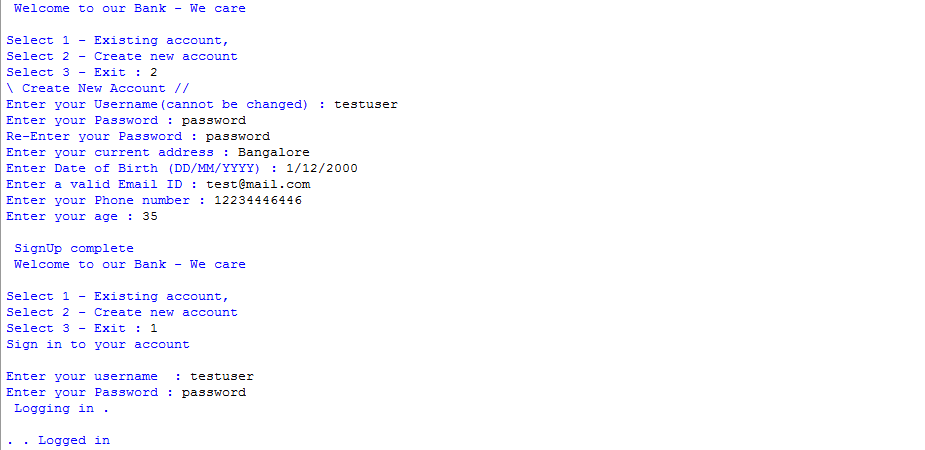 Welcome to our Bank - We care
Select 1 - Existing account,
Select 2 - Create new account
Select 3 - Exit : 2
\ Create New Account //
Enter your Username(cannot be changed) : testuser
Enter your Password : password
Re-Enter your Password : password
Enter your current address : Bangalore
Enter Date of Birth (DD/MM/YYYY) : 1/12/2000
Enter a valid Email ID : test@mail.com
Enter your Phone number : 12234446446
Enter your age : 35
SignUp complete
Welcome to our Bank - We care
Select 1 - Existing account,
Select 2 - Create new account
Select 3 - Exit : 1
Sign in to your account
Enter your username  : testuser
Enter your Password : password
Logging in .
. . Logged in